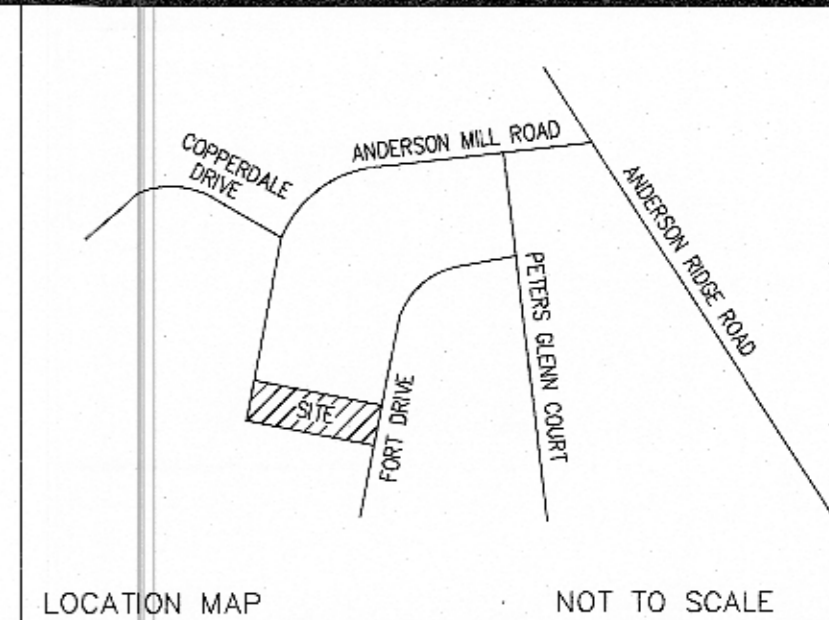 COPPERDALE
DRIVE
ANDERSON MILL ROAD
ANDERSON RIDGE ROAD
PETERS GLENN COURT
SITE
FORT DRIVE
LOCATION MAP
NOT TO SCALE